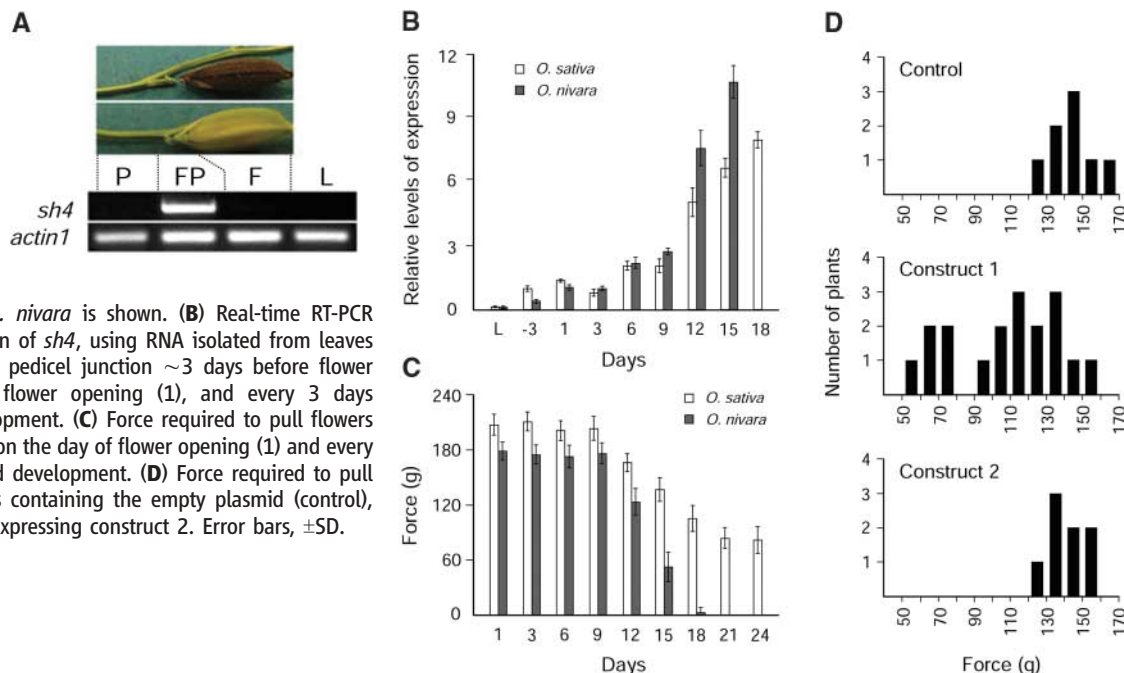 A
P FP F L
sh4
actin1
. nivara is shown. (B) Real-time RT-PCR
n of sh4, using RNA isolated from leaves
pedicel junction ~3 days before flower
flower opening (1), and every 3 days
opment. (C) Force required to pull flowers
on the day of flower opening (1) and every
d development. (D) Force required to pull
s containing the empty plasmid (control),
xpressing construct 2. Error bars, ±SD.
B
Relative levels of expression
12
9
6
3
0
O. sativa
O. nivara
L -3 1 3 6 9 12 15 18
Days
C
Force (g)
240
180
120
60
0
O. sativa
O. nivara
1 3 6 9 12 15 18 21 24
Days
D
Number of plants
Control
4
3
2
1
50 70 90 110 130 150 170
Construct 1
4
3
2
1
50 70 90 110 130 150 170
Construct 2
4
3
2
1
50 70 90 110 130 150 170
Force (g)